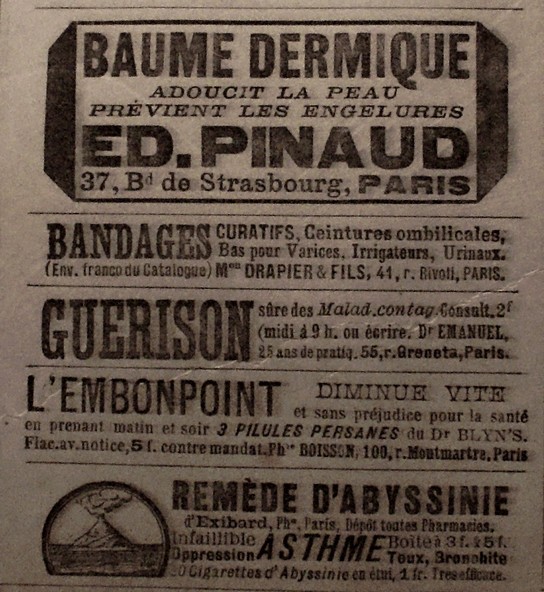 BAUME DERMIQUE
ADOUCIT LA PEAU
PRÉVIENT LES ENGELURES
ED. PINAUD
37, Bd de Strasbourg, PARIS
BANDAGES CURATIFS, Ceintures ombilicales,
Bas pour Varices, Irrigateurs, Urinaux.
(Env. franco du Catalogue) Mme DRAPIER & FILS, 41, r. Rivoli, PARIS.
GUERISON sûre des Malad. contag. Consult. 2f
(midi à 9 h. ou écrire. Dr EMANUEL,
25 ans de pratiq. 55, r. Greneta, Paris.
L'EMBONPOINT DIMINUE VITE
et sans préjudice pour la santé
en prenant matin et soir 3 PILULES PERSANES du Dr BLYN'S.
Flac. av. notice, 5 f. contre mandat. Phie BOISSON, 100, r. Montmartre, Paris
REMÈDE D'ABYSSINIE
d'Exibard, Phn, Paris, Dépôt toutes Pharmacies.
Infaillible ASTHME Boîte à 3 f. & 5 f.
Oppression Toux, Bronchite
20 Cigarettes d'Abyssinie en étui, 1 fr. Très efficace.